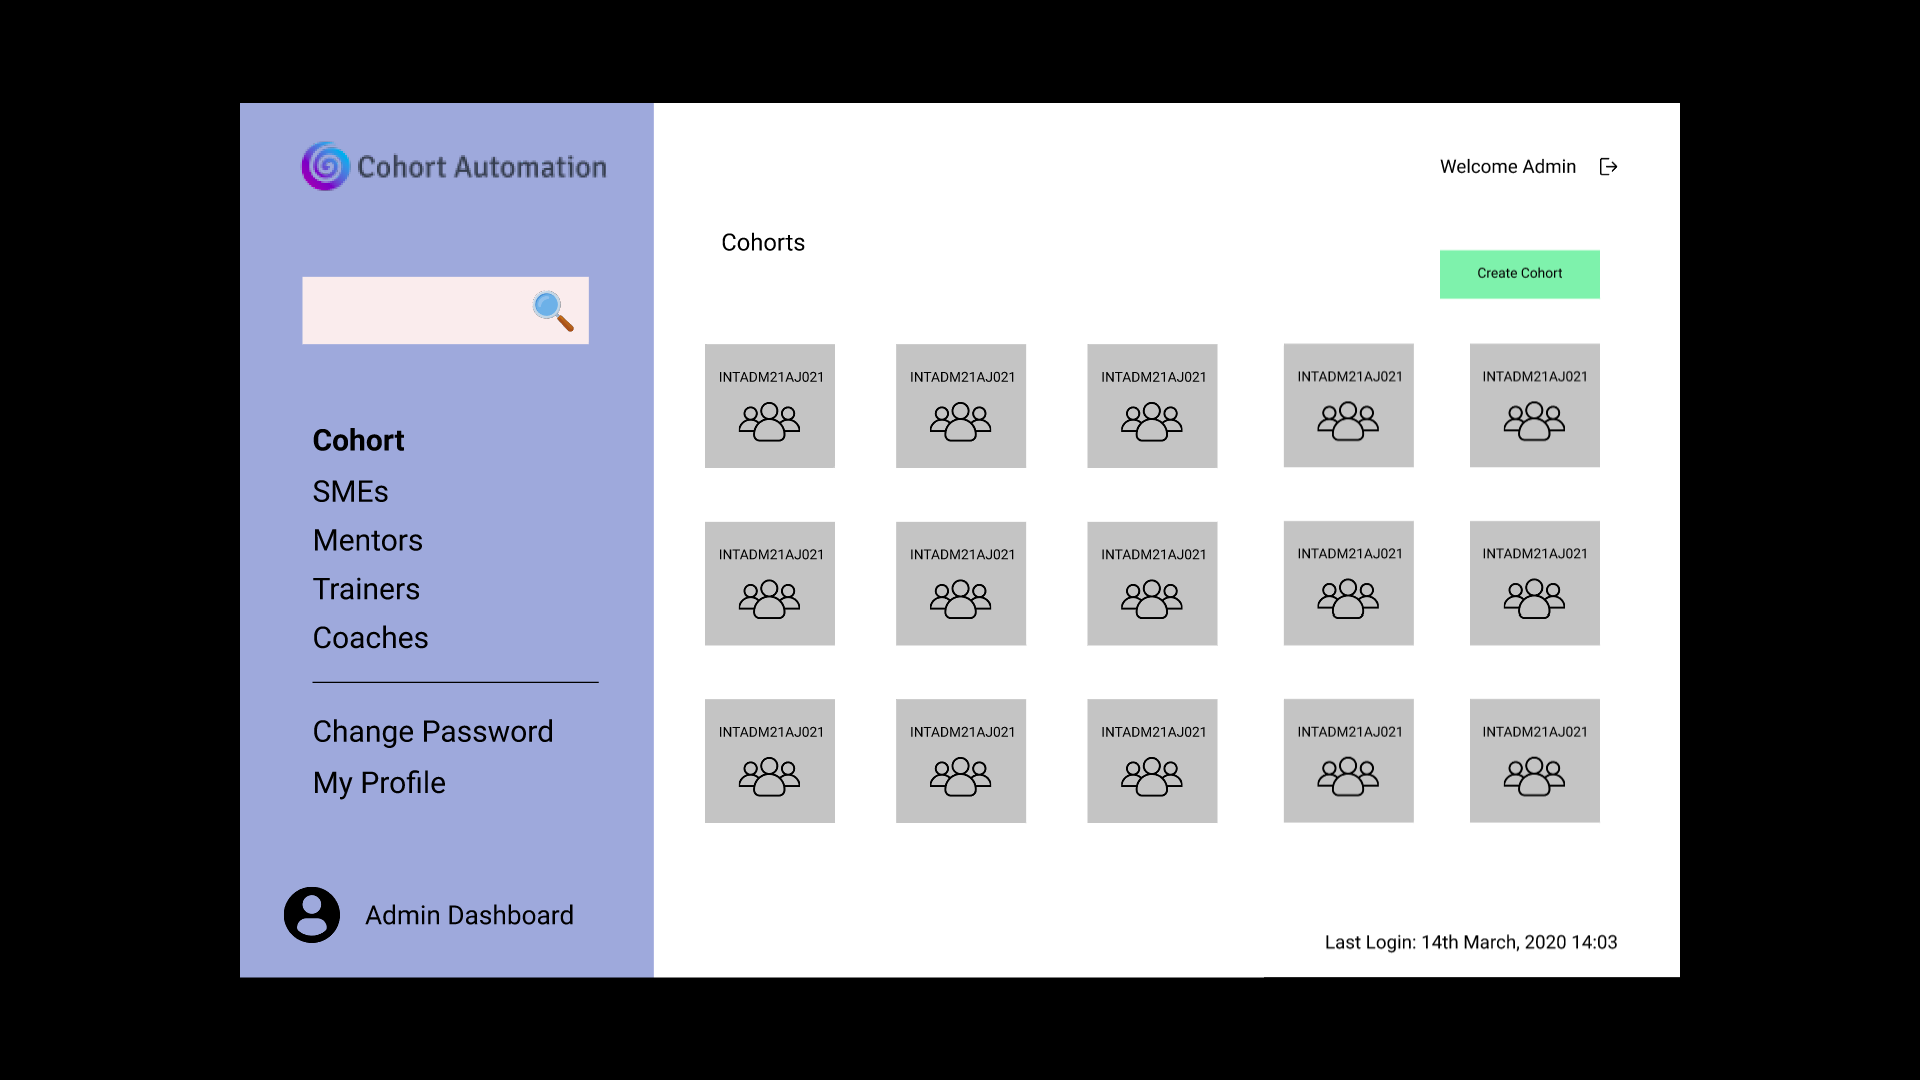 Cohort Automation
Cohort
SMEs
Mentors
Trainers
Coaches
Change Password
My Profile
Admin Dashboard
Welcome Admin
Cohorts
Create Cohort
INTADM21AJ021 INTADM21AJ021 INTADM21AJ021 INTADM21AJ021 INTADM21AJ021
INTADM21AJ021 INTADM21AJ021 INTADM21AJ021 INTADM21AJ021 INTADM21AJ021
INTADM21AJ021 INTADM21AJ021 INTADM21AJ021 INTADM21AJ021 INTADM21AJ021
Last Login: 14th March, 2020 14:03